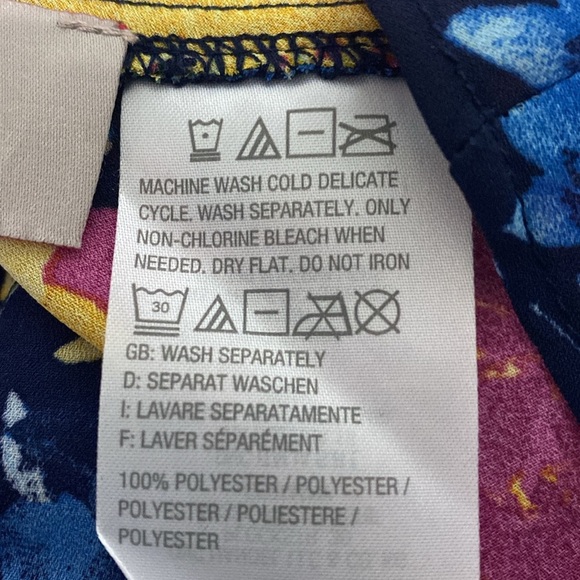 MACHINE WASH COLD DELICATE
CYCLE. WASH SEPARATELY. ONLY
NON-CHLORINE BLEACH WHEN
NEEDED. DRY FLAT. DO NOT IRON
30
GB: WASH SEPARATELY
D: SEPARAT WASCHEN
I: LAVARE SEPARATAMENTE
F: LAVER SÉPARÉMENT
100% POLYESTER / POLYESTER /
POLYESTER / POLIESTERE /
POLYESTER